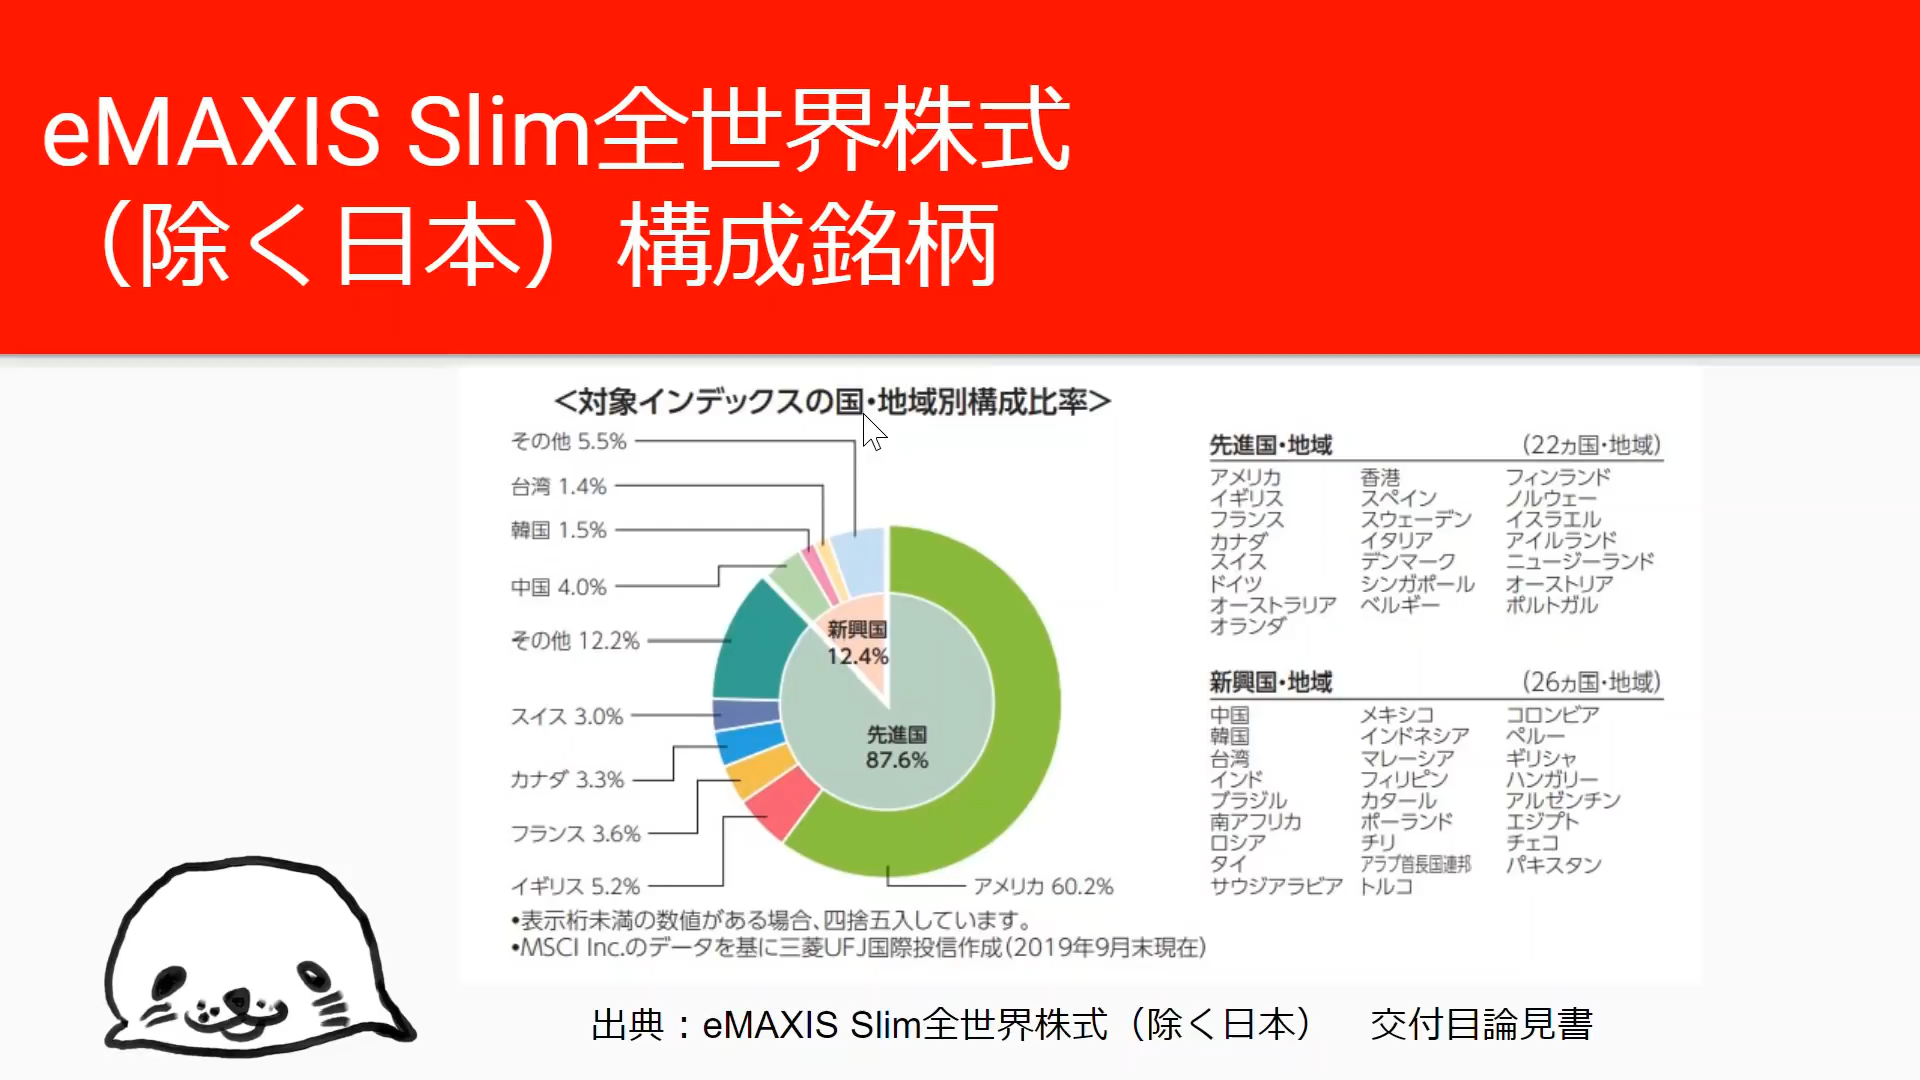 eMAXIS Slim全世界株式
（除く日本）構成銘柄
＜対象インデックスの国・地域別構成比率＞
その他 5.5%
台湾 1.4%
韓国 1.5%
中国 4.0%
その他 12.2%
スイス 3.0%
カナダ 3.3%
フランス 3.6%
イギリス 5.2%
アメリカ 60.2%
新興国
12.4%
先進国
87.6%
•表示桁未満の数値がある場合、四捨五入しています。
•MSCI Inc.のデータを基に三菱UFJ国際投信作成（2019年9月末現在）
先進国・地域 （22ヵ国・地域）
アメリカ 香港 フィンランド
イギリス スペイン ノルウェー
フランス スウェーデン イスラエル
カナダ イタリア アイルランド
スイス デンマーク ニュージーランド
ドイツ シンガポール オーストリア
オーストラリア ベルギー ポルトガル
オランダ
新興国・地域 （26ヵ国・地域）
中国 メキシコ コロンビア
韓国 インドネシア ペルー
台湾 マレーシア ギリシャ
インド フィリピン ハンガリー
ブラジル カタール アルゼンチン
南アフリカ ポーランド エジプト
ロシア チリ チェコ
タイ アラブ首長国連邦 パキスタン
サウジアラビア トルコ
出典：eMAXIS Slim全世界株式（除く日本）　交付目論見書